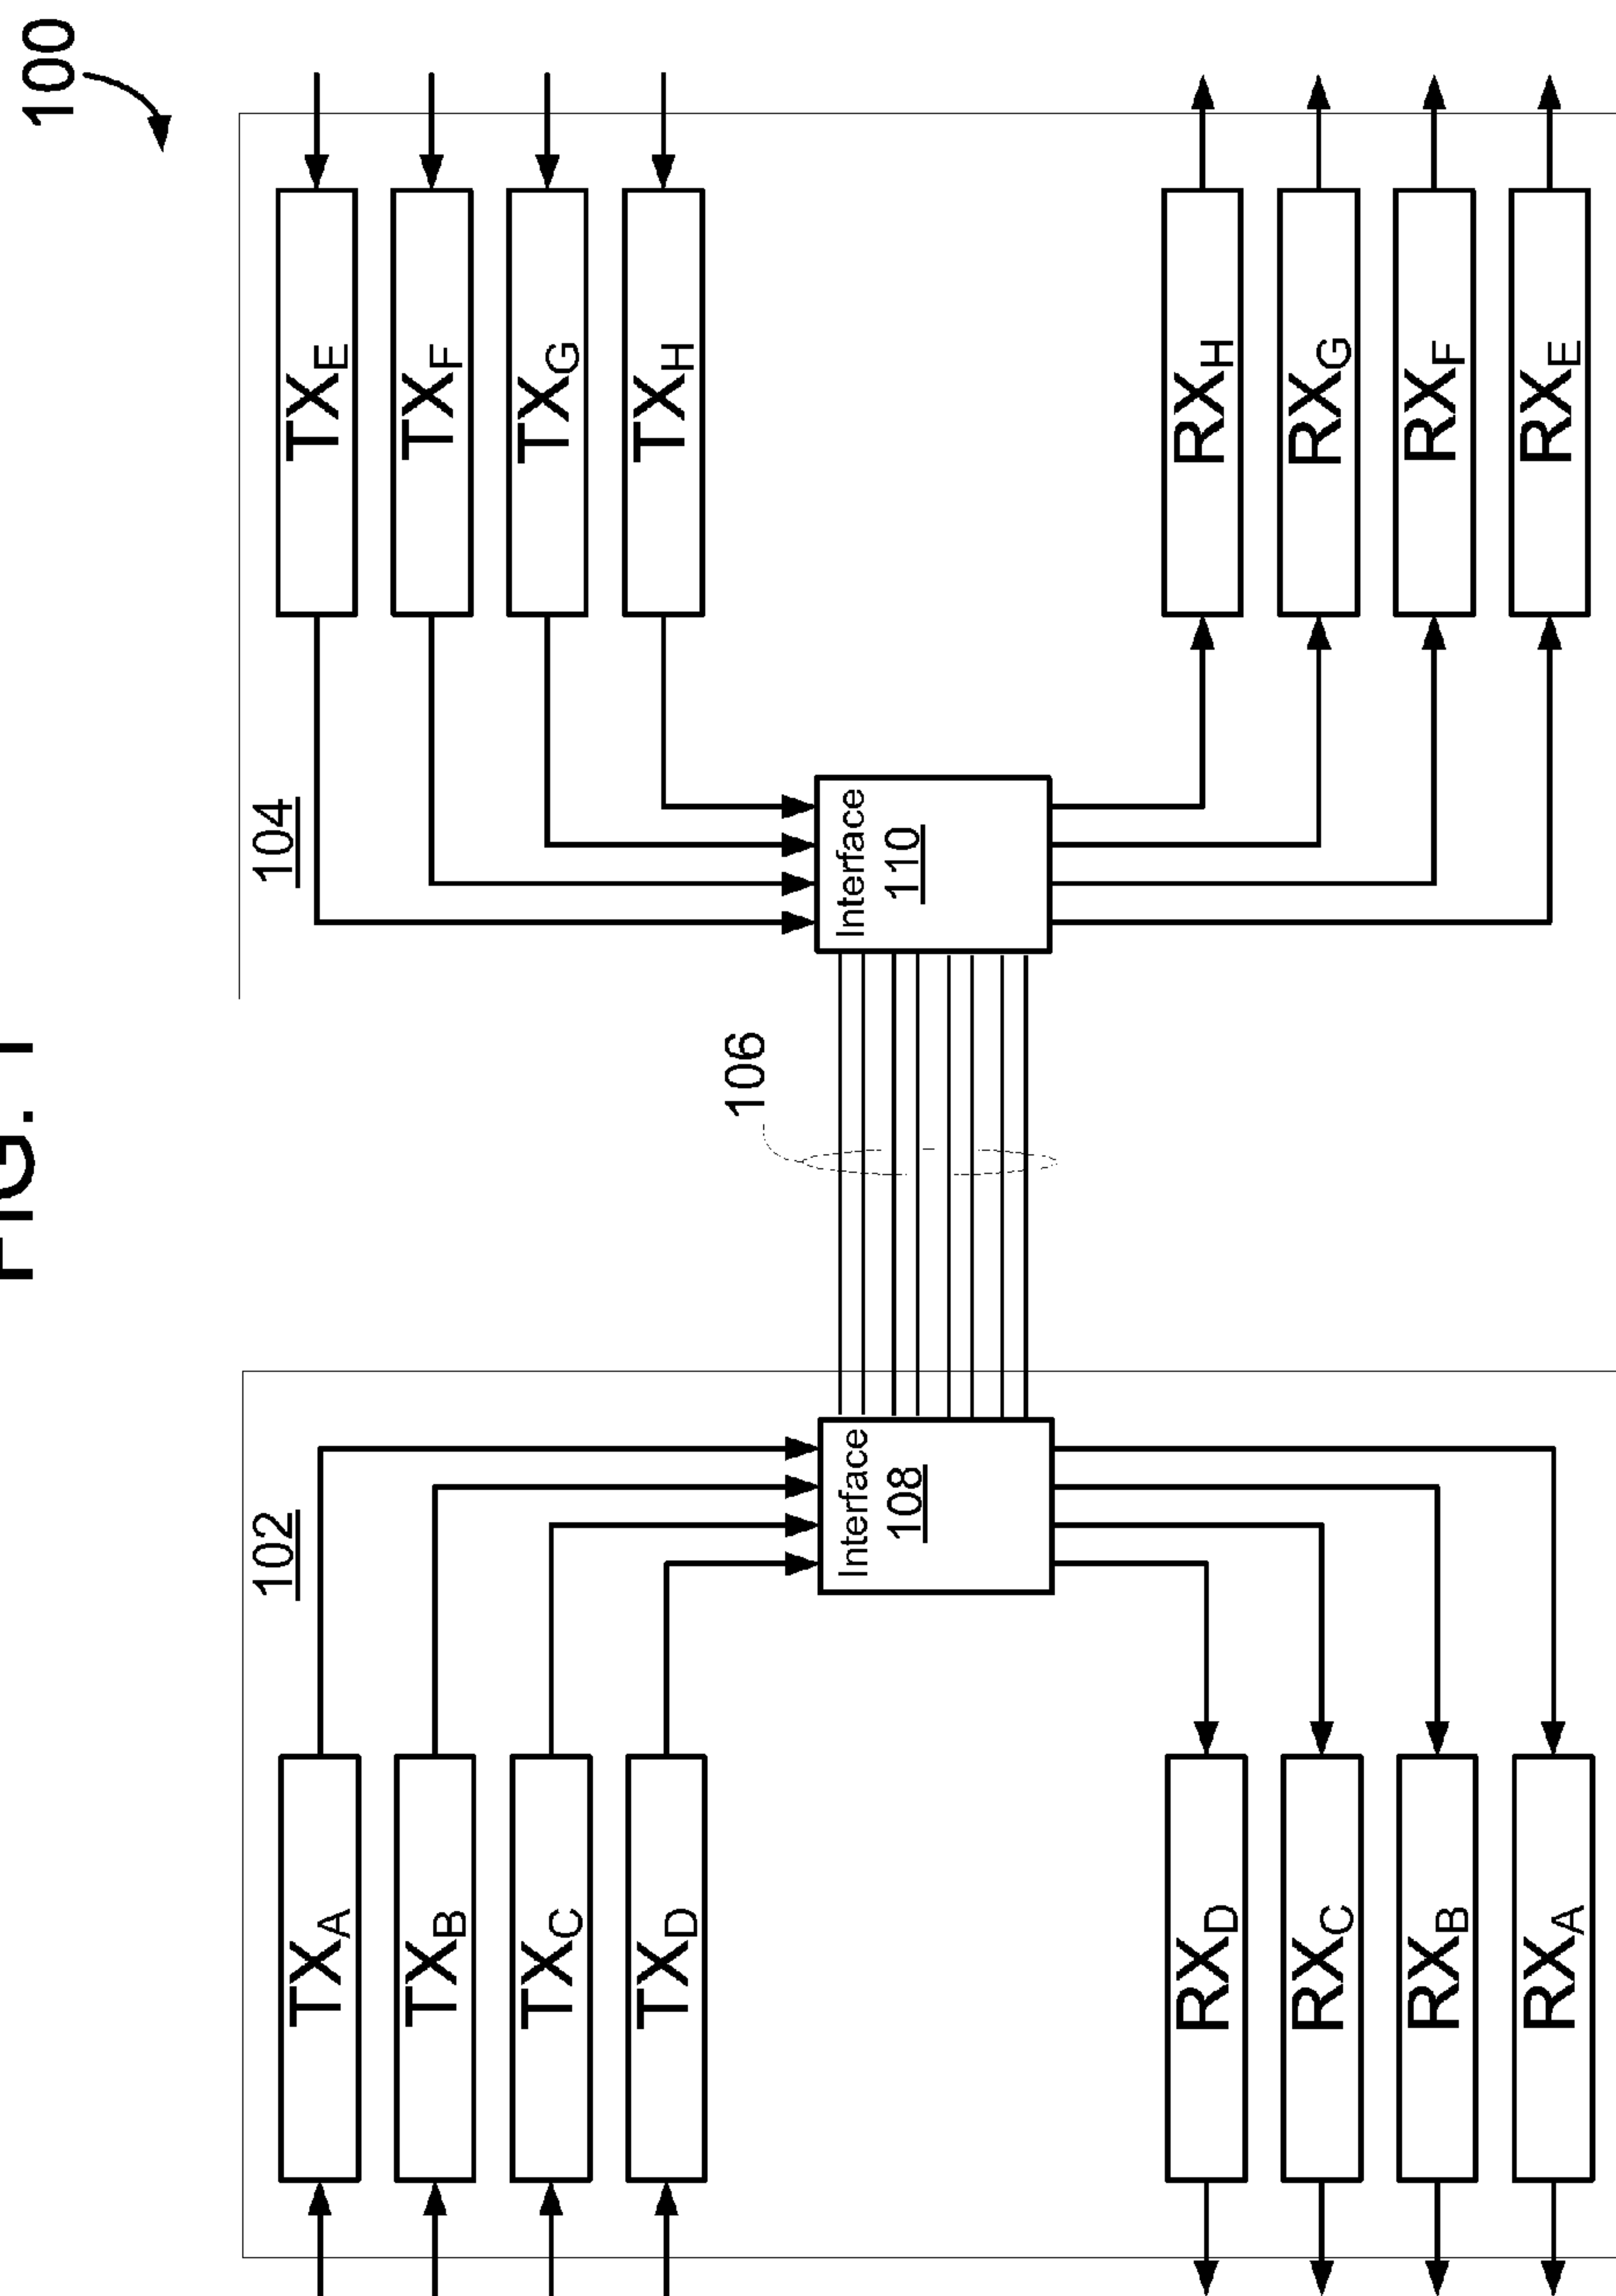 FIG. 1
100
102
104
TXA
TXB
TXC
TXD
TXE
TXF
TXG
TXH
106
Interface
108
Interface
110
RXD
RXC
RXB
RXA
RXH
RXG
RXF
RXE